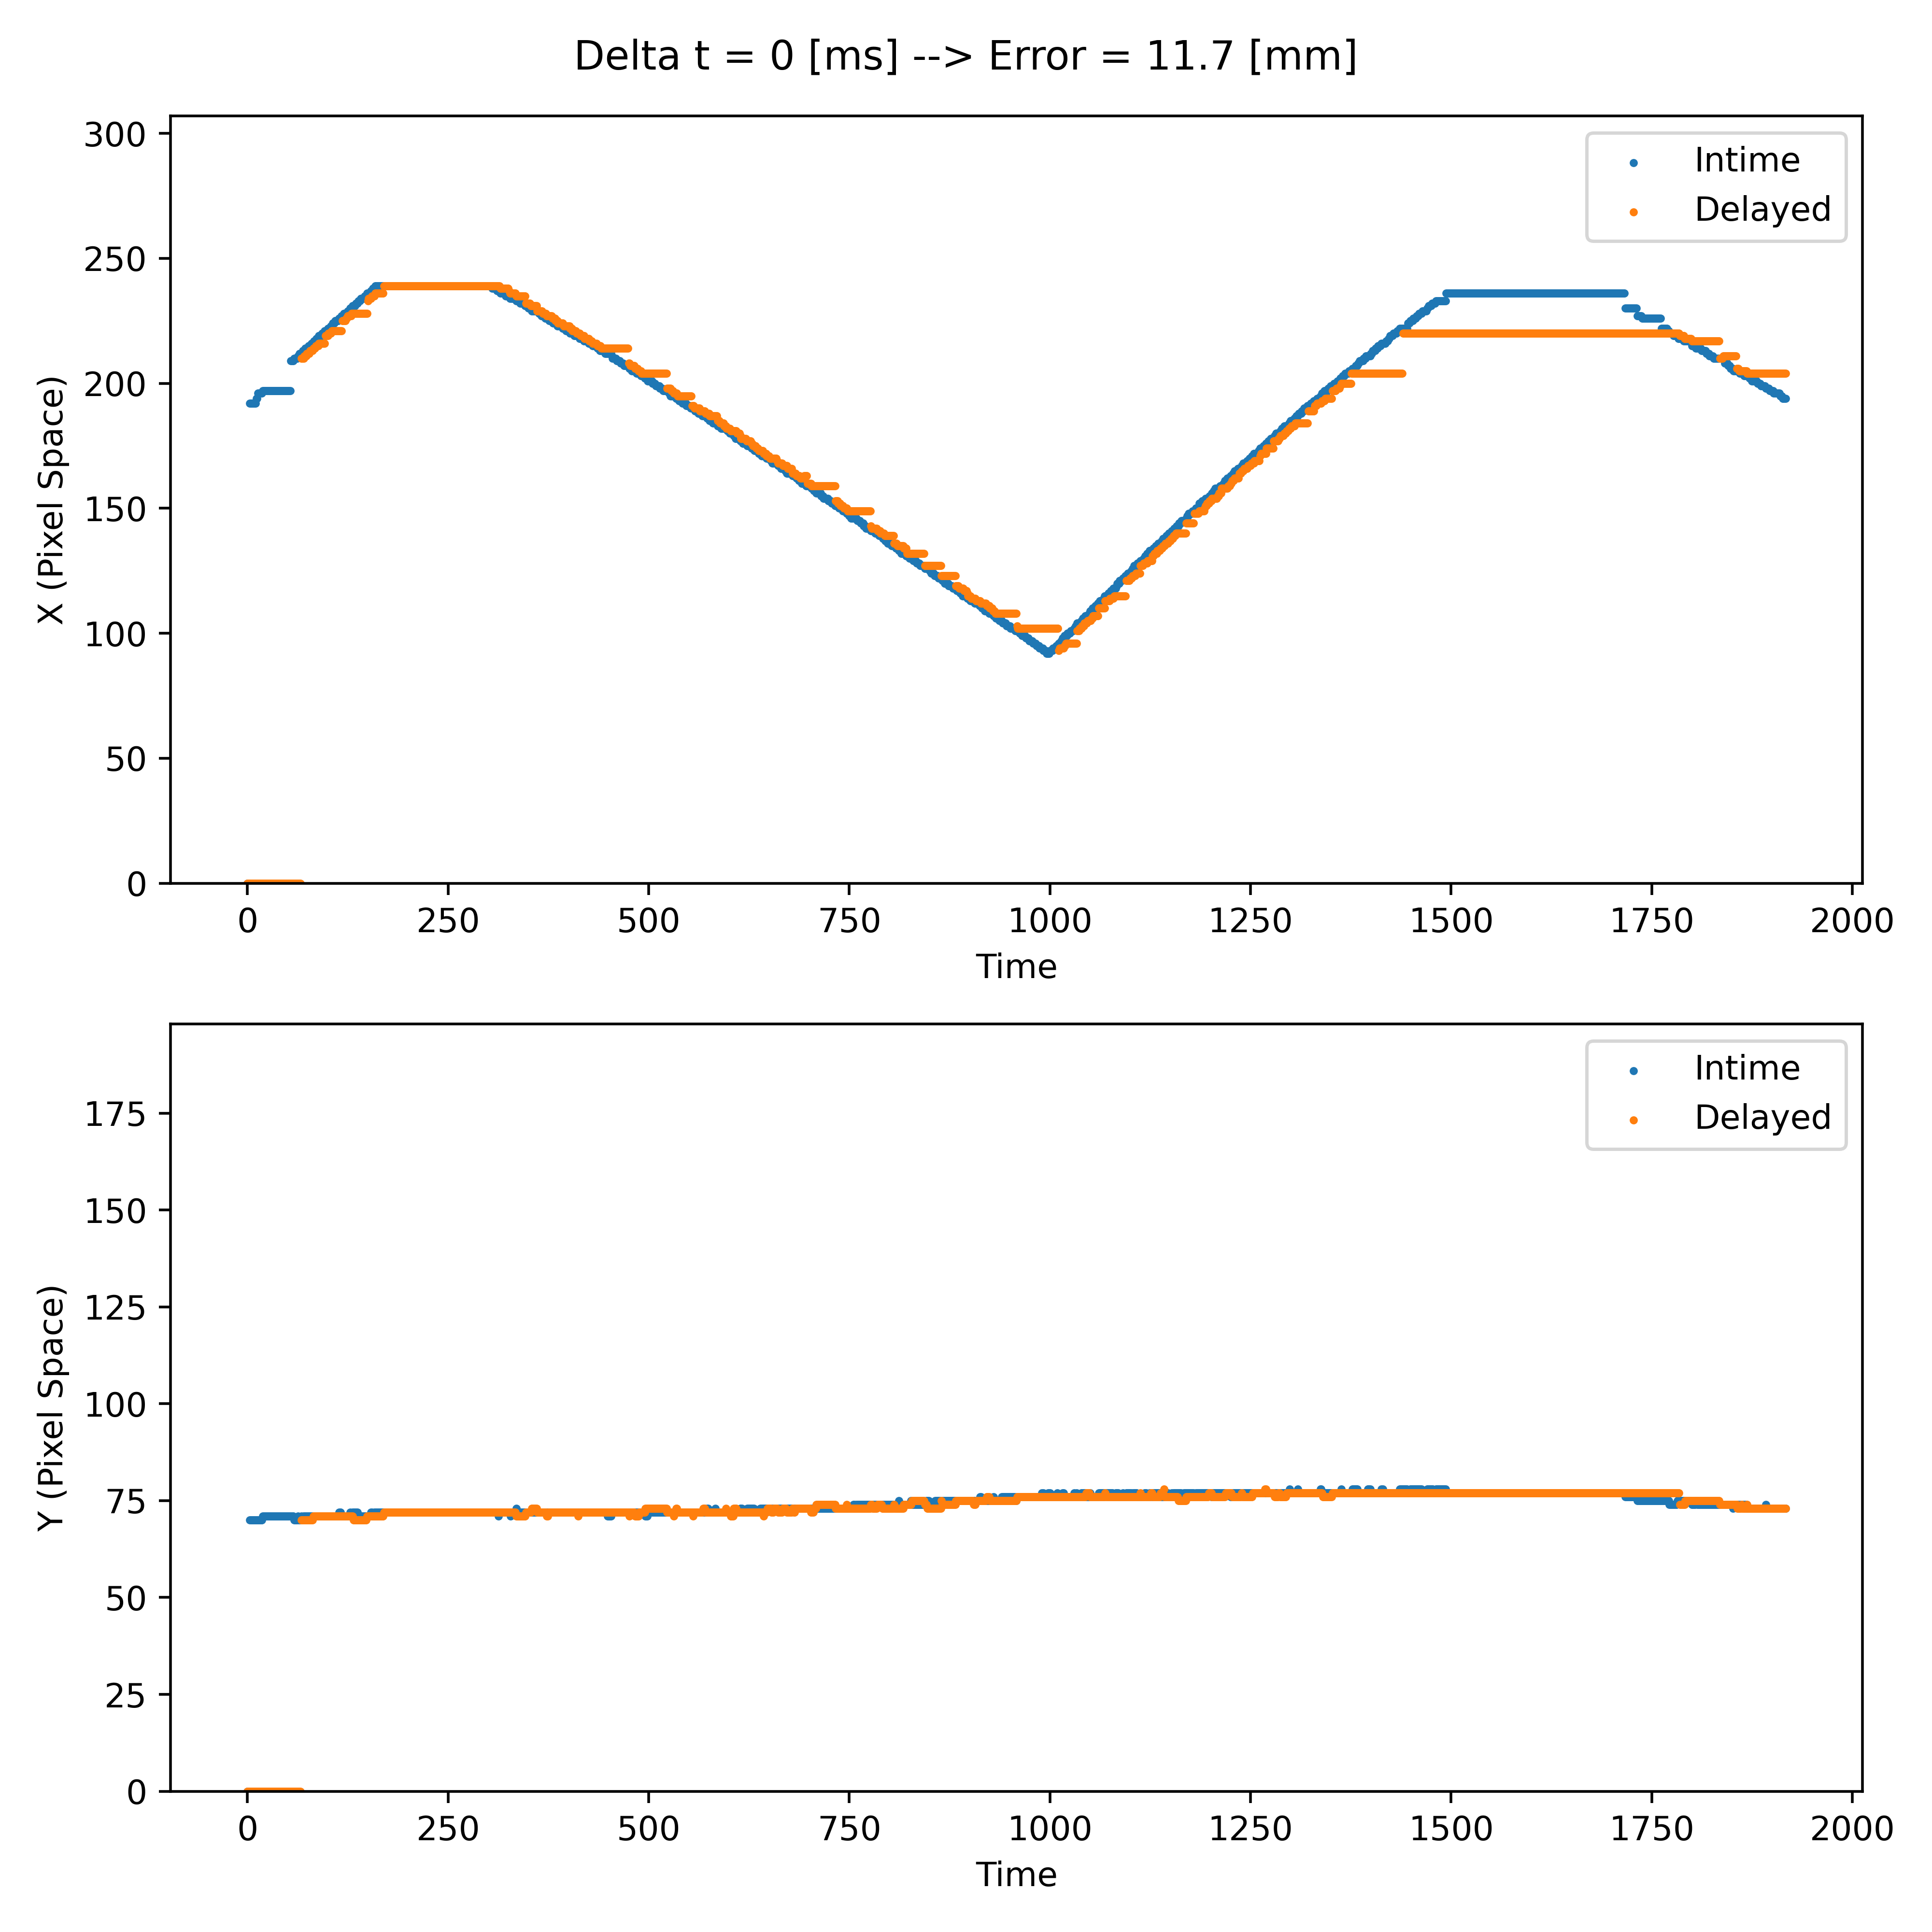 Delta t = 0 [ms] --> Error = 11.7 [mm]
300
250
200
150
100
50
0
X (Pixel Space)
Intime
Delayed
0 250 500 750 1000 1250 1500 1750 2000
Time
175
150
125
100
75
50
25
0
Y (Pixel Space)
Intime
Delayed
0 250 500 750 1000 1250 1500 1750 2000
Time